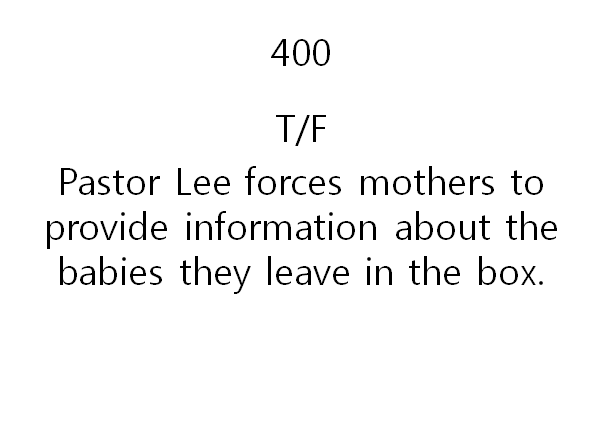 400
T/F
Pastor Lee forces mothers to
provide information about the
babies they leave in the box.